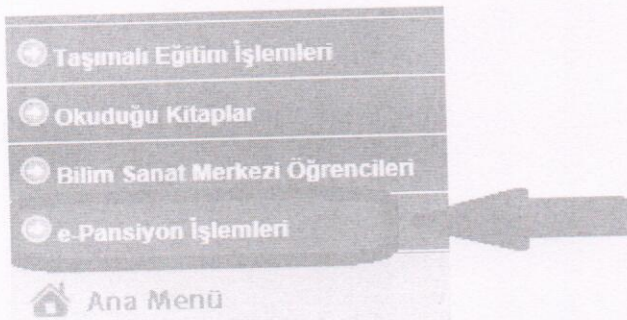 Taşımalı Eğitim İşlemleri
Okuduğu Kitaplar
Bilim Sanat Merkezi Öğrencileri
e-Pansiyon İşlemleri
Ana Menü